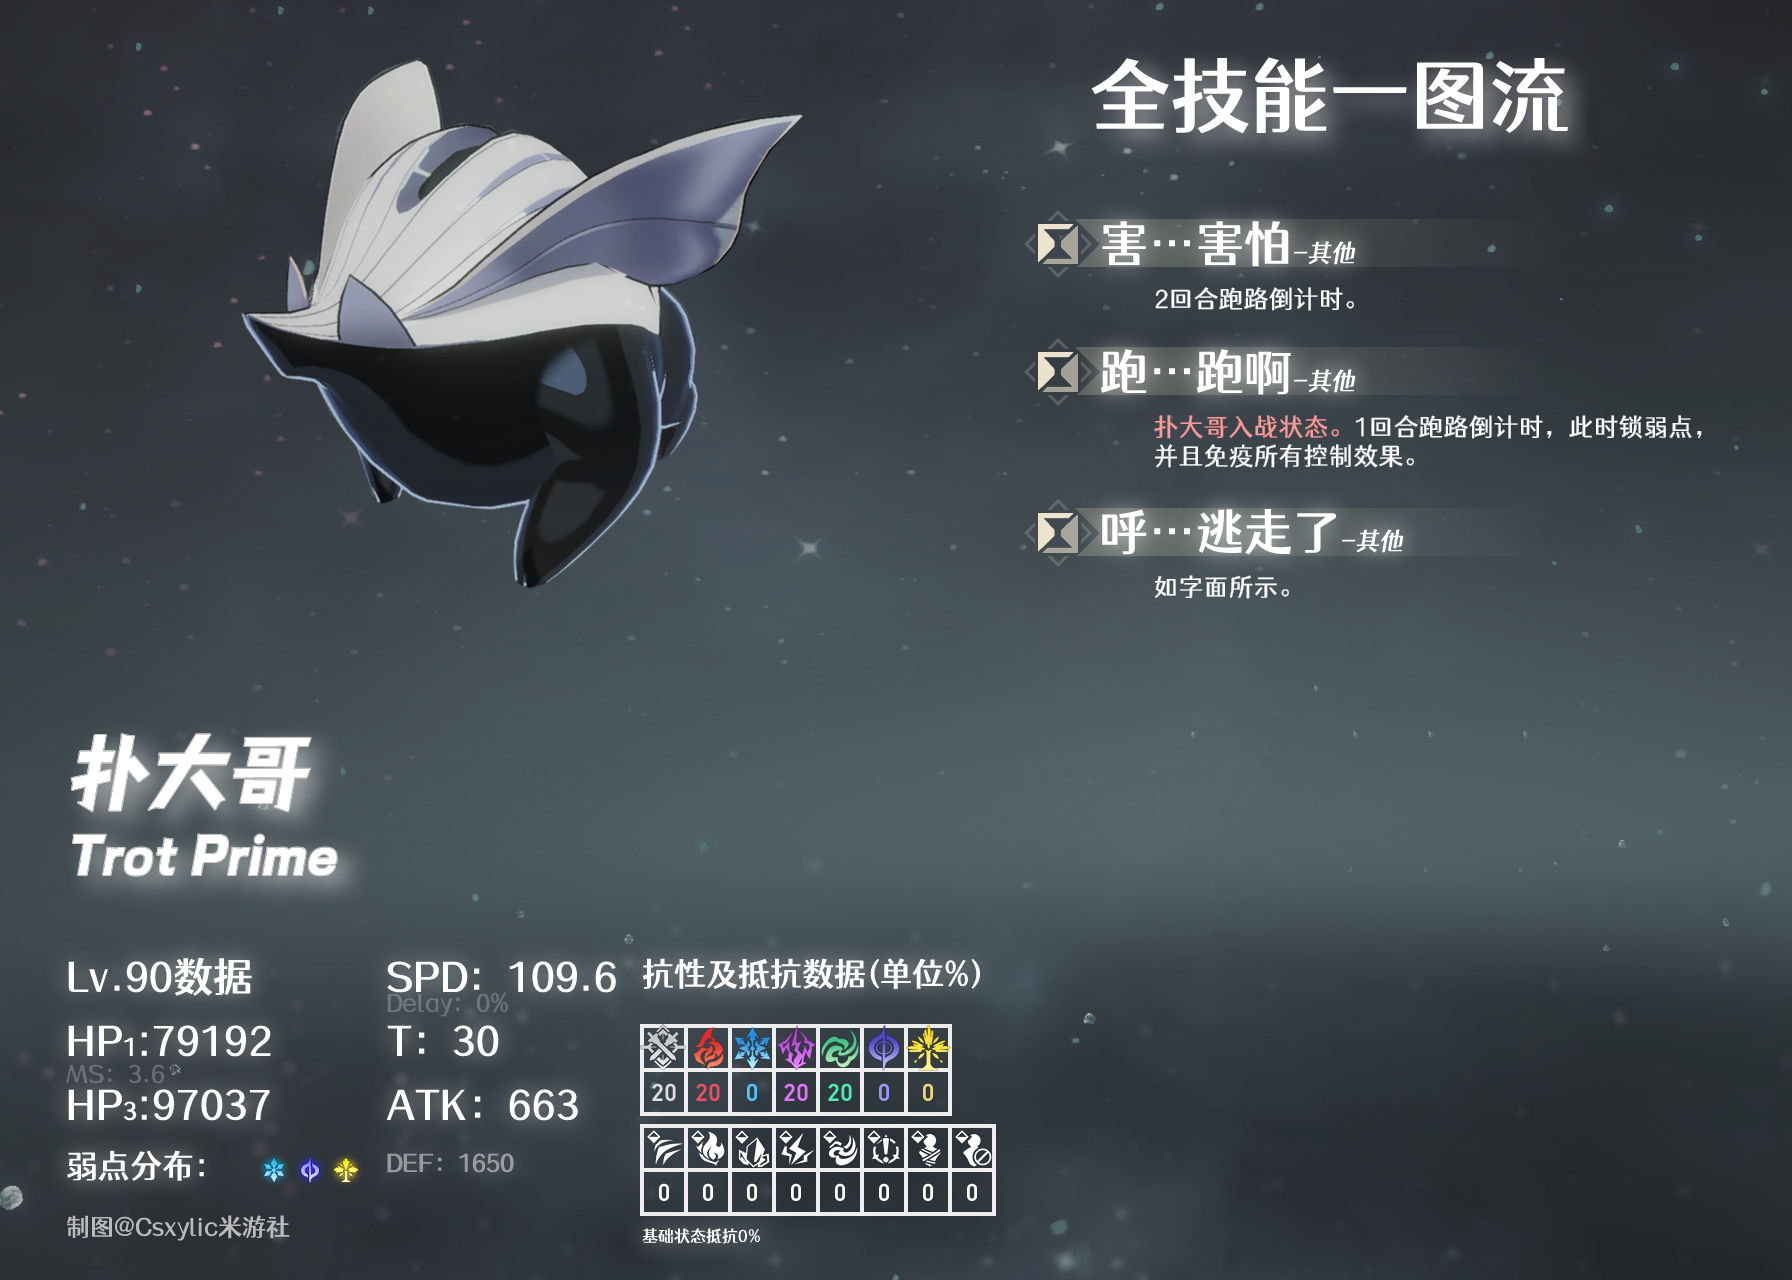 全技能一图流
害…害怕-其他
2回合跑路倒计时。
跑…跑啊-其他
扑大哥入战状态。1回合跑路倒计时，此时锁弱点，
并且免疫所有控制效果。
呼…逃走了-其他
如字面所示。
扑大哥
Trot Prime
Lv.90数据
SPD：109.6
Delay：0%
HP1:79192
T：30
MS：3.6
HP3:97037
ATK：663
弱点分布：
DEF：1650
制图@Csxylic米游社
抗性及抵抗数据(单位%)
20 20 0 20 20 0 0
0 0 0 0 0 0 0 0
基础状态抵抗0%